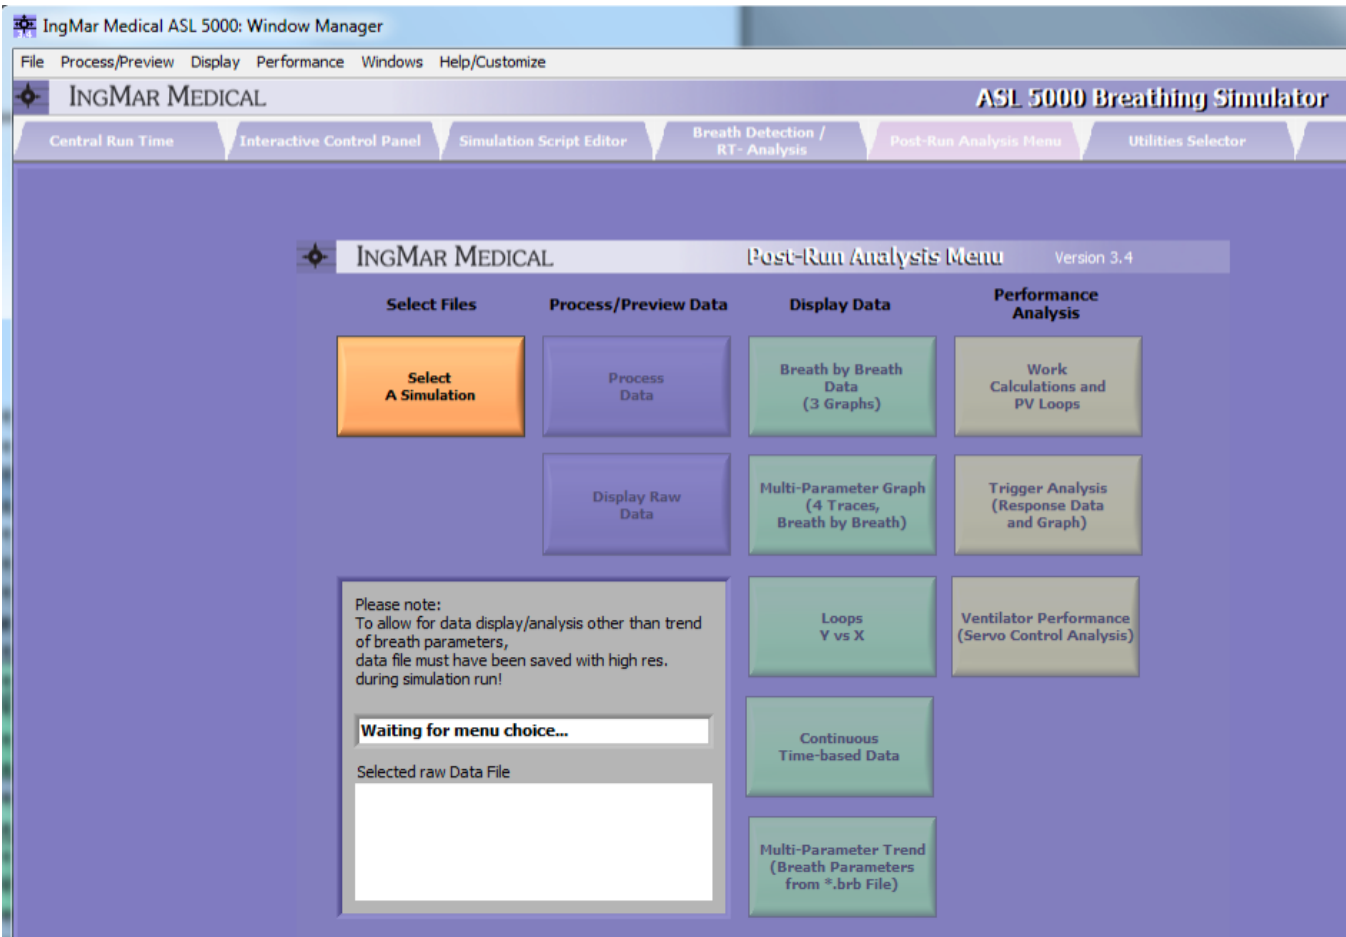 IngMar Medical ASL 5000: Window Manager
File Process/Preview Display Performance Windows Help/Customize
INGMAR MEDICAL
ASL 5000 Breathing Simulator
Central Run Time
Interactive Control Panel
Simulation Script Editor
Breath Detection /
RT- Analysis
Post-Run Analysis Menu
Utilities Selector
INGMAR MEDICAL
Post-Run Analysis Menu
Version 3.4
Select Files
Process/Preview Data
Display Data
Performance
Analysis
Select
A Simulation
Process
Data
Breath by Breath
Data
(3 Graphs)
Work
Calculations and
PV Loops
Display Raw
Data
Multi-Parameter Graph
(4 Traces,
Breath by Breath)
Trigger Analysis
(Response Data
and Graph)
Please note:
To allow for data display/analysis other than trend
of breath parameters,
data file must have been saved with high res.
during simulation run!
Waiting for menu choice...
Selected raw Data File
Loops
Y vs X
Ventilator Performance
(Servo Control Analysis)
Continuous
Time-based Data
Multi-Parameter Trend
(Breath Parameters
from *.brb File)